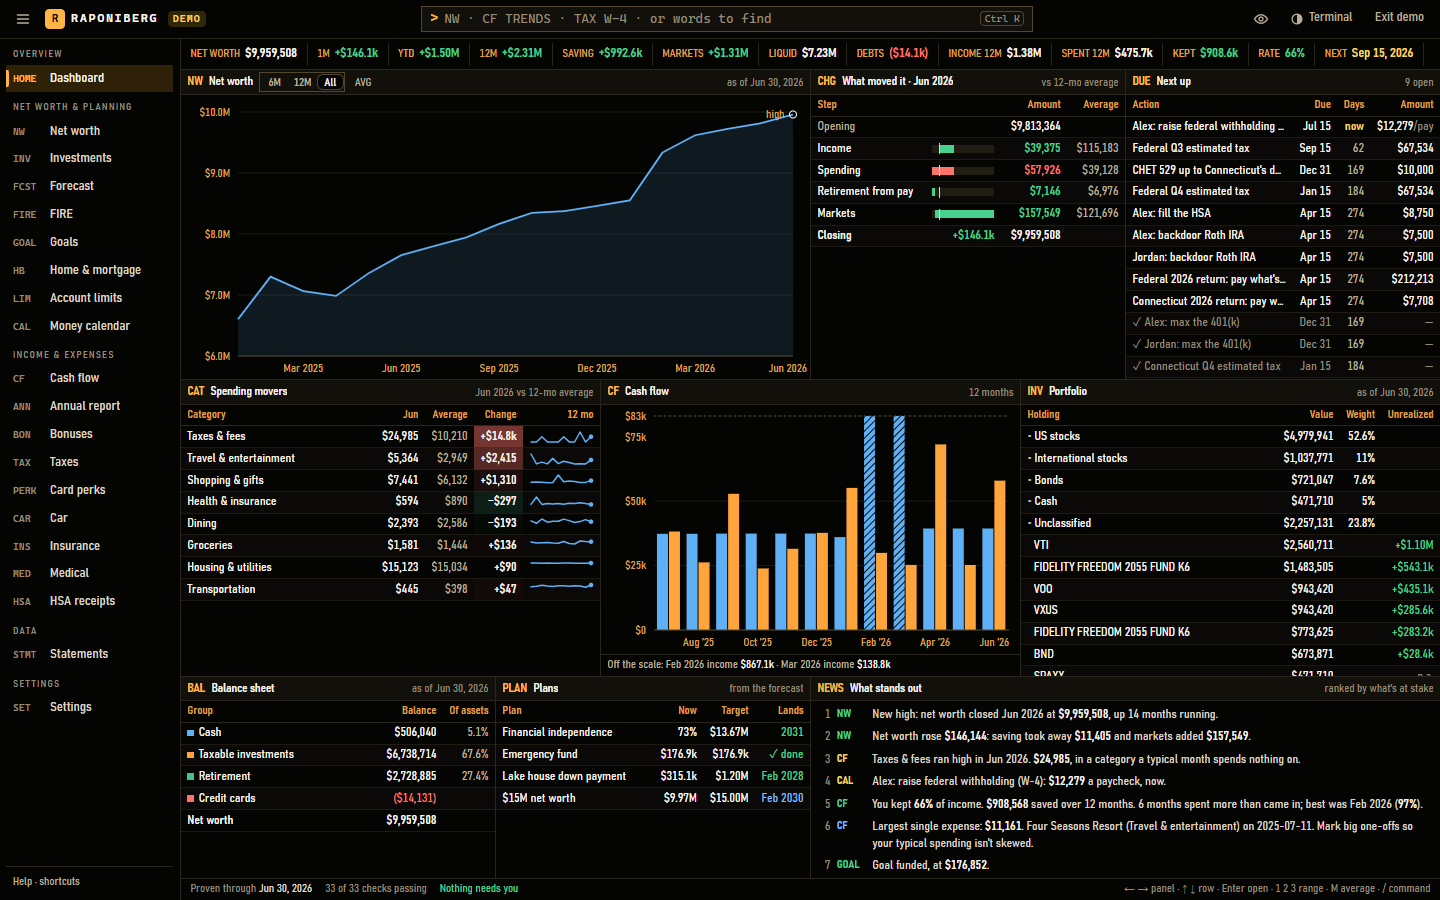 R RAPONIBERG DEMO
> NW · CF TRENDS · TAX W-4 · or words to find Ctrl K
Terminal Exit demo
NET WORTH $9,959,508 1M +$146.1k YTD +$1.50M 12M +$2.31M SAVING +$992.6k MARKETS +$1.31M LIQUID $7.23M DEBTS ($14.1k) INCOME 12M $1.38M SPENT 12M $475.7k KEPT $908.6k RATE 66% NEXT Sep 15, 2026
OVERVIEW
HOME Dashboard
NET WORTH & PLANNING
NW Net worth
INV Investments
FCST Forecast
FIRE FIRE
GOAL Goals
HB Home & mortgage
LIM Account limits
CAL Money calendar
INCOME & EXPENSES
CF Cash flow
ANN Annual report
BON Bonuses
TAX Taxes
PERK Card perks
CAR Car
INS Insurance
MED Medical
HSA HSA receipts
DATA
STMT Statements
SETTINGS
SET Settings
Help · shortcuts
NW Net worth 6M 12M All AVG as of Jun 30, 2026
high
$10.0M
$9.0M
$8.0M
$7.0M
$6.0M
Mar 2025 Jun 2025 Sep 2025 Dec 2025 Mar 2026 Jun 2026
CHG What moved it · Jun 2026 vs 12-mo average
Step Amount Average
Opening $9,813,364
Income $39,375 $115,183
Spending $57,926 $39,128
Retirement from pay $7,146 $6,976
Markets $157,549 $121,696
Closing +$146.1k $9,959,508
DUE Next up 9 open
Action Due Days Amount
Alex: raise federal withholding … Jul 15 now $12,279/pay
Federal Q3 estimated tax Sep 15 62 $67,534
CHET 529 up to Connecticut's d… Dec 31 169 $10,000
Federal Q4 estimated tax Jan 15 184 $67,534
Alex: fill the HSA Apr 15 274 $8,750
Alex: backdoor Roth IRA Apr 15 274 $7,500
Jordan: backdoor Roth IRA Apr 15 274 $7,500
Federal 2026 return: pay what's… Apr 15 274 $212,213
Connecticut 2026 return: pay w… Apr 15 274 $7,708
✓ Alex: max the 401(k) Dec 31 169 —
✓ Jordan: max the 401(k) Dec 31 169 —
✓ Connecticut Q4 estimated tax Jan 15 184 —
CAT Spending movers Jun 2026 vs 12-mo average
Category Jun Average Change 12 mo
Taxes & fees $24,985 $10,210 +$14.8k
Travel & entertainment $5,364 $2,949 +$2,415
Shopping & gifts $7,441 $6,132 +$1,310
Health & insurance $594 $890 −$297
Dining $2,393 $2,586 −$193
Groceries $1,581 $1,444 +$136
Housing & utilities $15,123 $15,034 +$90
Transportation $445 $398 +$47
CF Cash flow 12 months
$83k
$75k
$50k
$25k
$0
Aug '25 Oct '25 Dec '25 Feb '26 Apr '26 Jun '26
Off the scale: Feb 2026 income $867.1k · Mar 2026 income $138.8k
INV Portfolio as of Jun 30, 2026
Holding Value Weight Unrealized
- US stocks $4,979,941 52.6%
- International stocks $1,037,771 11%
- Bonds $721,047 7.6%
- Cash $471,710 5%
- Unclassified $2,257,131 23.8%
VTI $2,560,711 +$1.10M
FIDELITY FREEDOM 2055 FUND K6 $1,483,505 +$543.1k
VOO $943,420 +$435.1k
VXUS $943,420 +$285.6k
FIDELITY FREEDOM 2055 FUND K6 $773,625 +$283.2k
BND $673,871 +$28.4k
SPAXX $471,710
BAL Balance sheet as of Jun 30, 2026
Group Balance Of assets
Cash $506,040 5.1%
Taxable investments $6,738,714 67.6%
Retirement $2,728,885 27.4%
Credit cards ($14,131)
Net worth $9,959,508
PLAN Plans from the forecast
Plan Now Target Lands
Financial independence 73% $13.67M 2031
Emergency fund $176.9k $176.9k ✓ done
Lake house down payment $315.1k $1.20M Feb 2028
$15M net worth $9.97M $15.00M Feb 2030
NEWS What stands out ranked by what's at stake
1 NW New high: net worth closed Jun 2026 at $9,959,508, up 14 months running.
2 NW Net worth rose $146,144: saving took away $11,405 and markets added $157,549.
3 CF Taxes & fees ran high in Jun 2026. $24,985, in a category a typical month spends nothing on.
4 CAL Alex: raise federal withholding (W-4): $12,279 a paycheck, now.
5 CF You kept 66% of income. $908,568 saved over 12 months. 6 months spent more than came in; best was Feb 2026 (97%).
6 CF Largest single expense: $11,161. Four Seasons Resort (Travel & entertainment) on 2025-07-11. Mark big one-offs so
your typical spending isn't skewed.
7 GOAL Goal funded, at $176,852.
Proven through Jun 30, 2026 33 of 33 checks passing Nothing needs you
← → panel · ↑ ↓ row · Enter open · 1 2 3 range · M average · / command